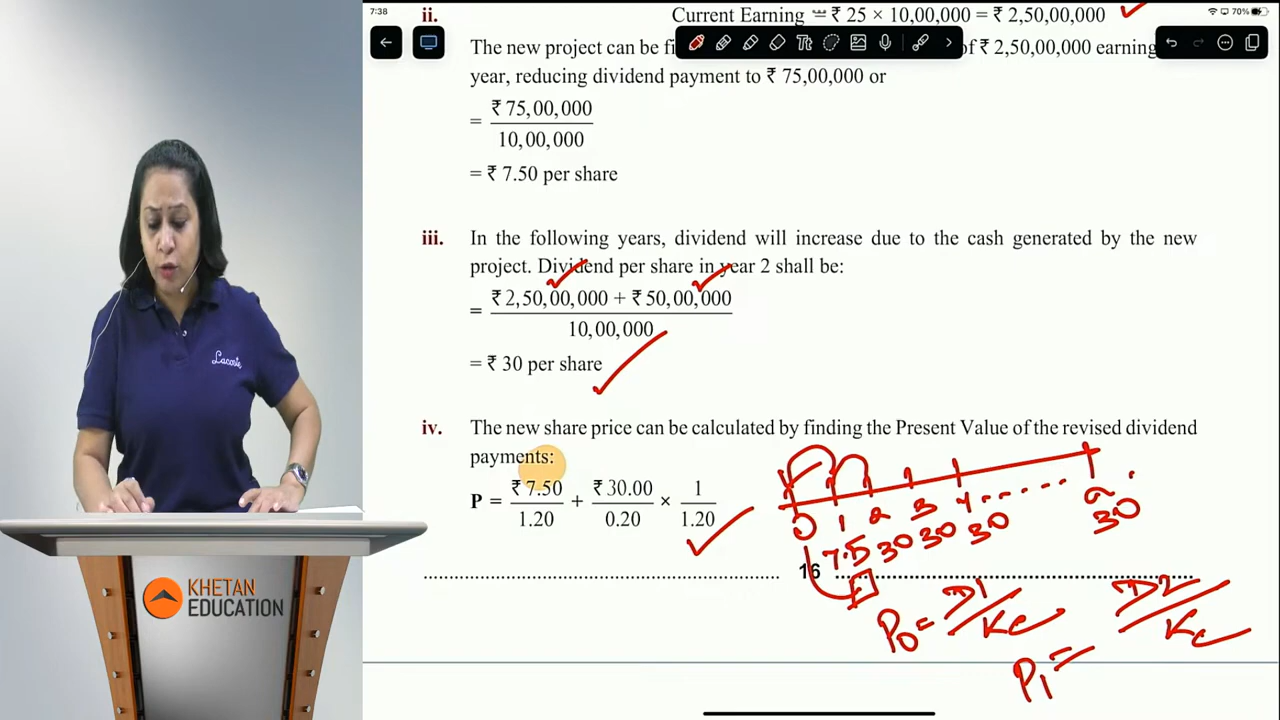 7:38
70%
ii. Current Earning = ₹ 25 × 10,00,000 = ₹ 2,50,00,000
The new project can be fi of ₹ 2,50,00,000 earning
year, reducing dividend payment to ₹ 75,00,000 or
= ₹ 75,00,000
10,00,000
= ₹ 7.50 per share
iii. In the following years, dividend will increase due to the cash generated by the new
project. Dividend per share in year 2 shall be:
= ₹ 2,50,00,000 + ₹ 50,00,000
10,00,000
= ₹ 30 per share
iv. The new share price can be calculated by finding the Present Value of the revised dividend
payments:
P = ₹ 7.50 + ₹ 30.00 × 1
1.20 0.20 1.20
0 1 2 3 4 ...... ∞
7.5 30 30 30 30
16
P0 = D1/Ke D2/Ke
P1 =
Lacoste
KHETAN
EDUCATION